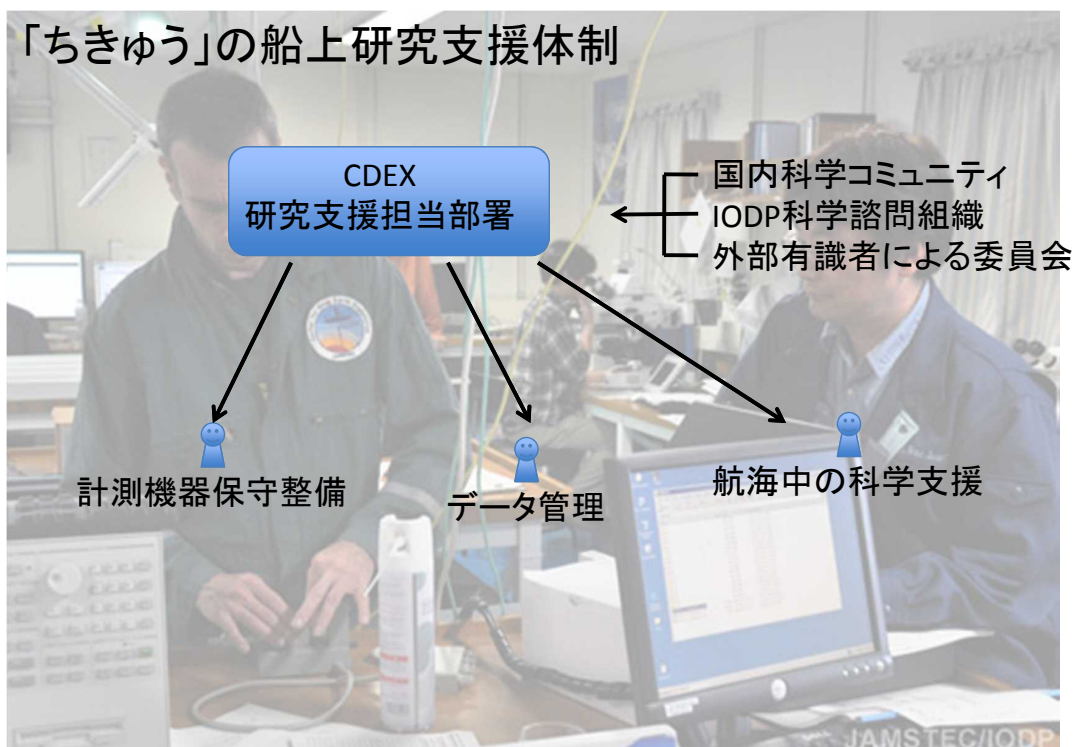 「ちきゅう」の船上研究支援体制
CDEX
研究支援担当部署
国内科学コミュニティ
IODP科学諮問組織
外部有識者による委員会
計測機器保守整備
データ管理
航海中の科学支援
JAMSTEC/IODP